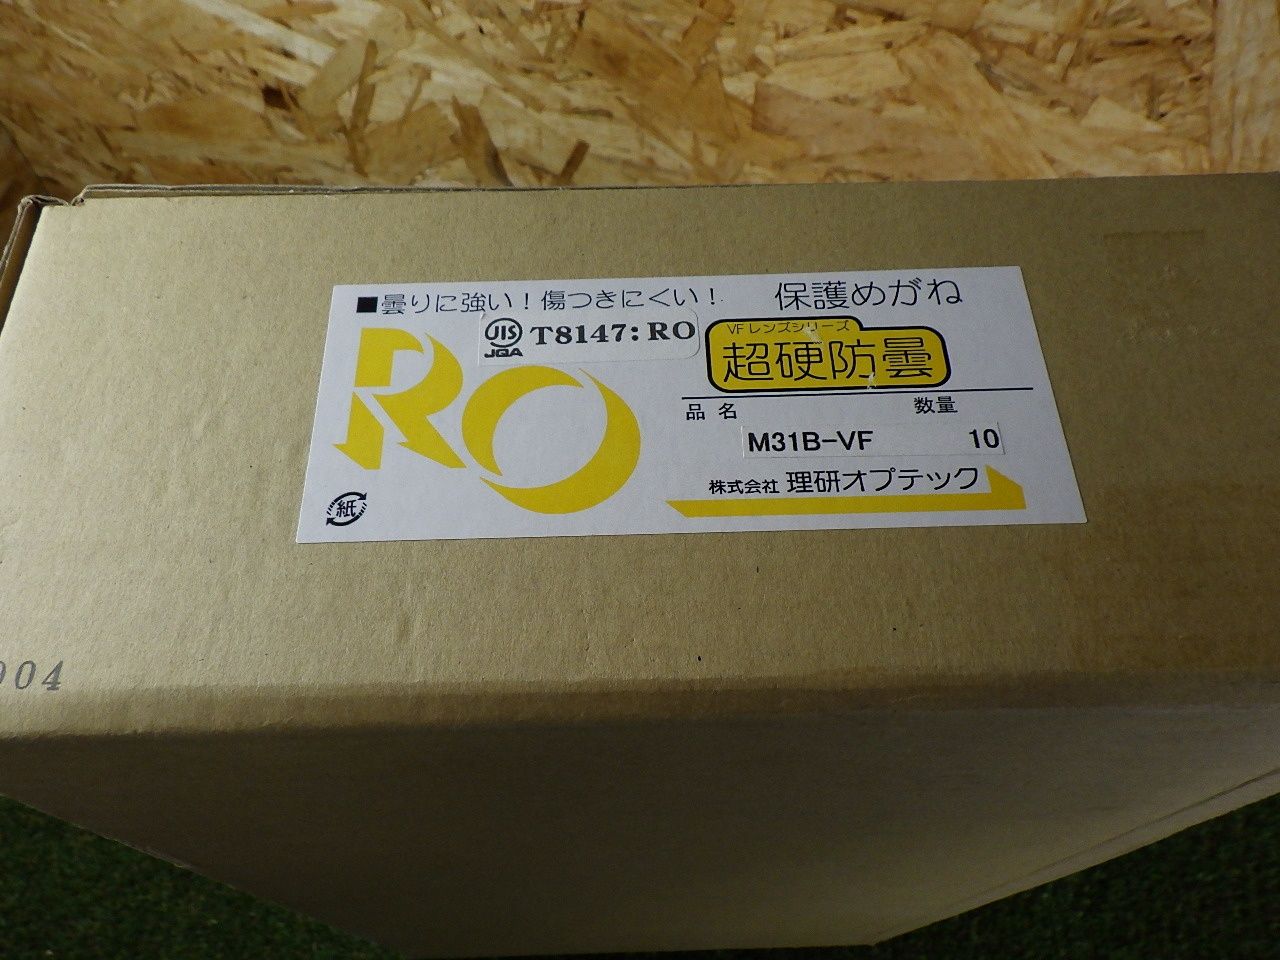 ■曇りに強い！傷つきにくい！ 保護めがね
JIS
JQA
T8147: RO
RO
VFレンズシリーズ
超硬防曇
品名 数量
M31B-VF 10
株式会社 理研オプテック
紙
904